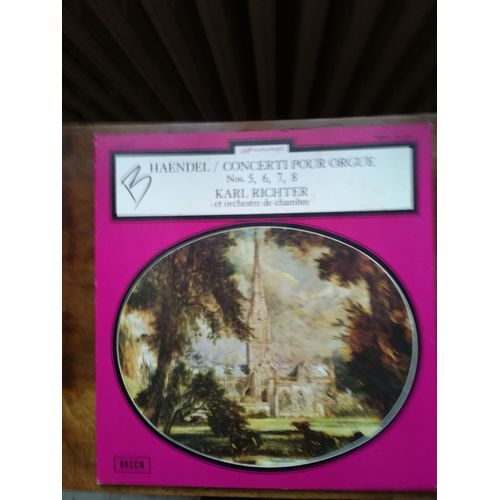 B
HAENDEL / CONCERTI POUR ORGUE
Nos. 5, 6, 7, 8
KARL RICHTER
et orchestre de chambre
DECCA